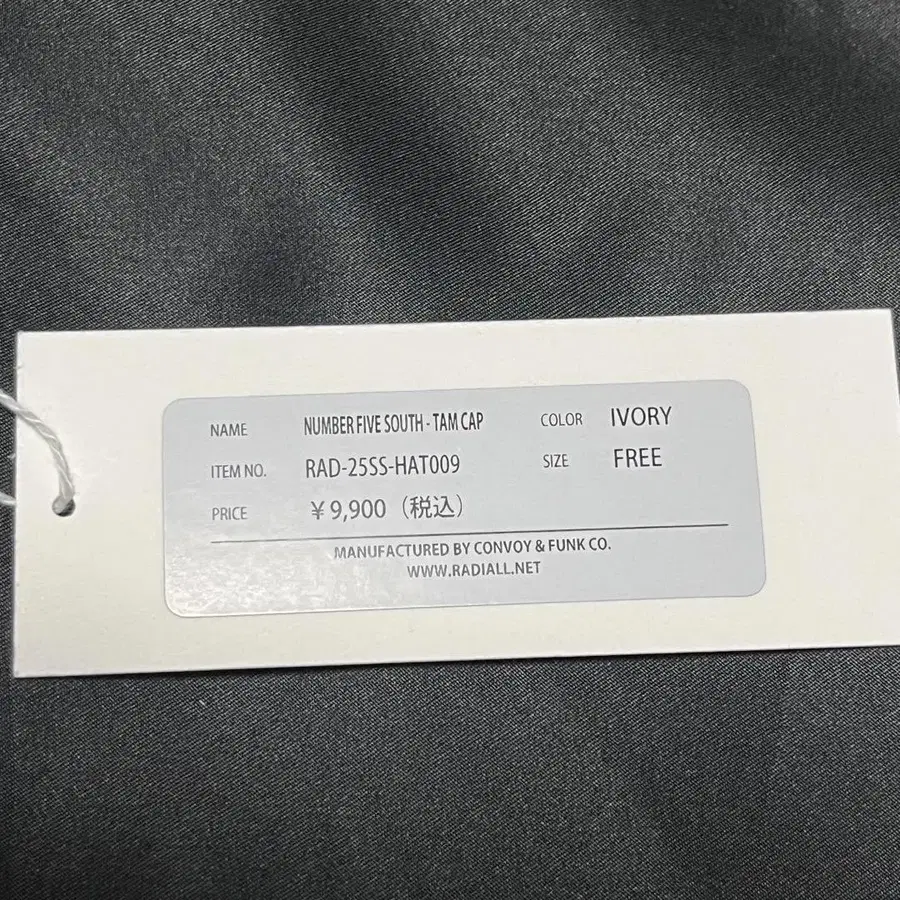 NAME NUMBER FIVE SOUTH - TAM CAP COLOR IVORY
ITEM NO. RAD-25SS-HAT009 SIZE FREE
PRICE ¥9,900（税込）
MANUFACTURED BY CONVOY & FUNK CO.
WWW.RADIALL.NET